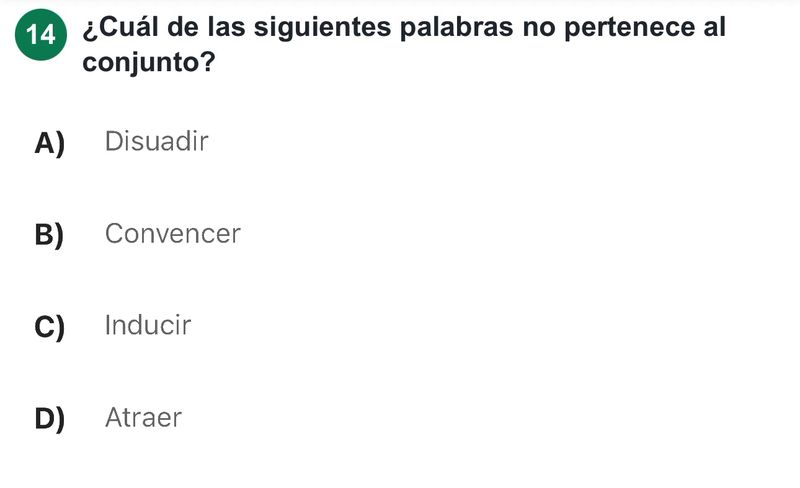 14 ¿Cuál de las siguientes palabras no pertenece al
conjunto?
A) Disuadir
B) Convencer
C) Inducir
D) Atraer